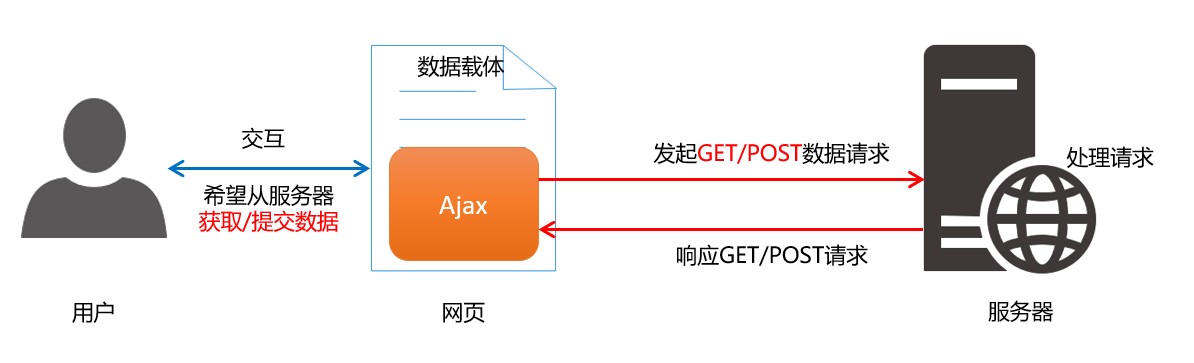 数据载体
交互
希望从服务器
获取/提交数据
Ajax
发起GET/POST数据请求
处理请求
响应GET/POST请求
用户
网页
服务器